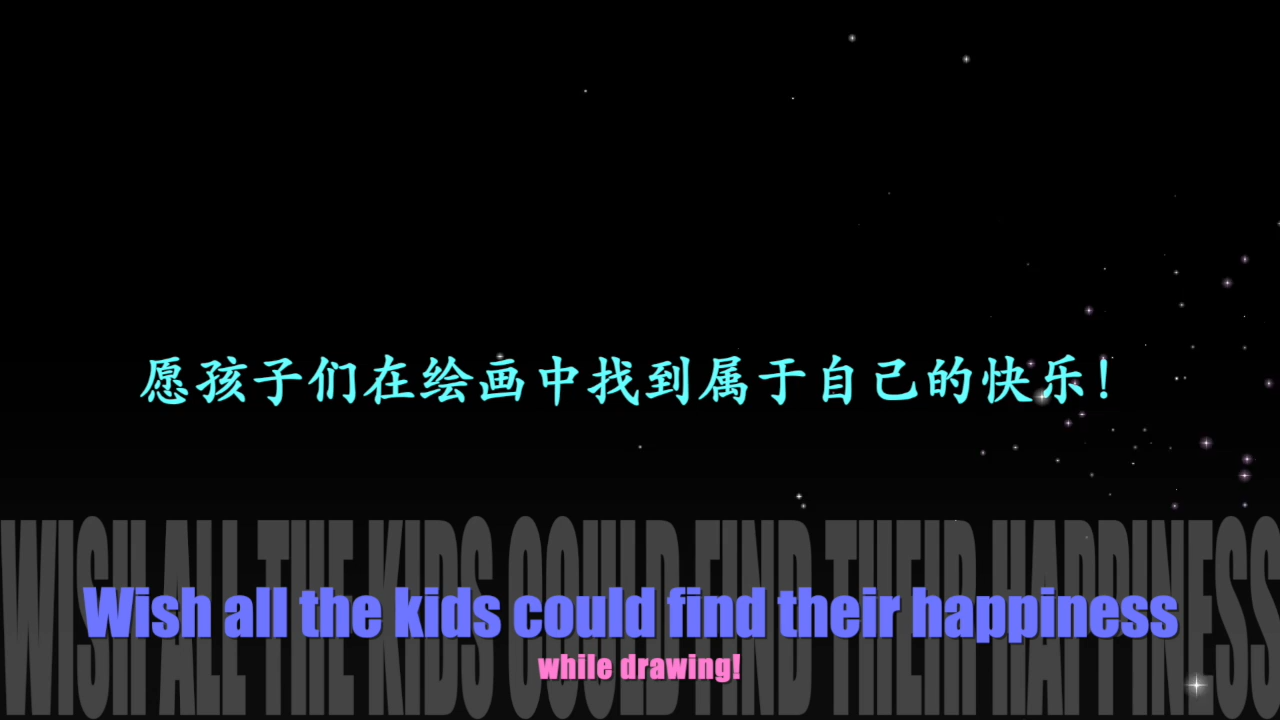 愿孩子们在绘画中找到属于自己的快乐!
WISH ALL THE KIDS COULD FIND THEIR HAPPINESS
Wish all the kids could find their happiness
while drawing!